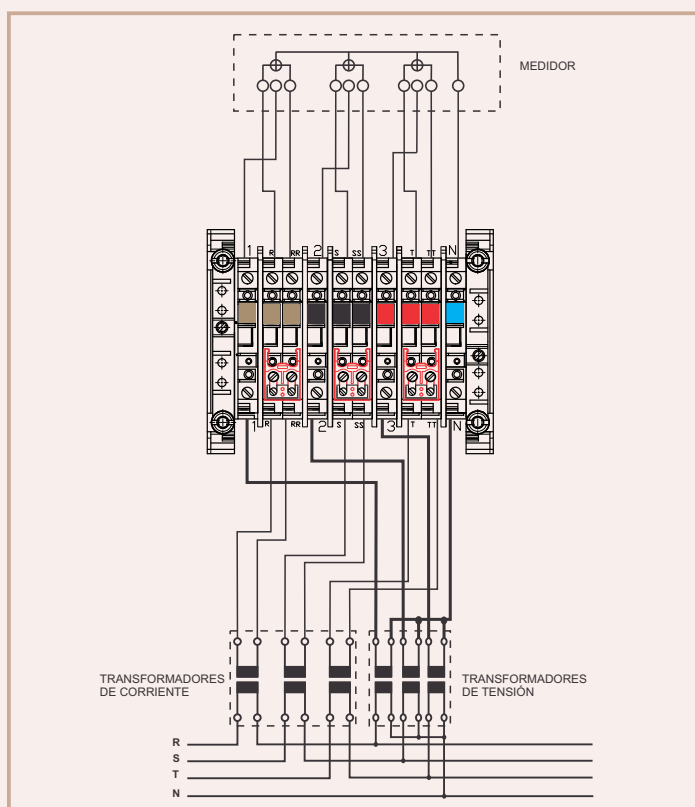 MEDIDOR
1 R RR 2 S SS 3 T TT N
1 R RR 2 S SS 3 T TT N
TRANSFORMADORES
DE CORRIENTE
TRANSFORMADORES
DE TENSIÓN
R
S
T
N